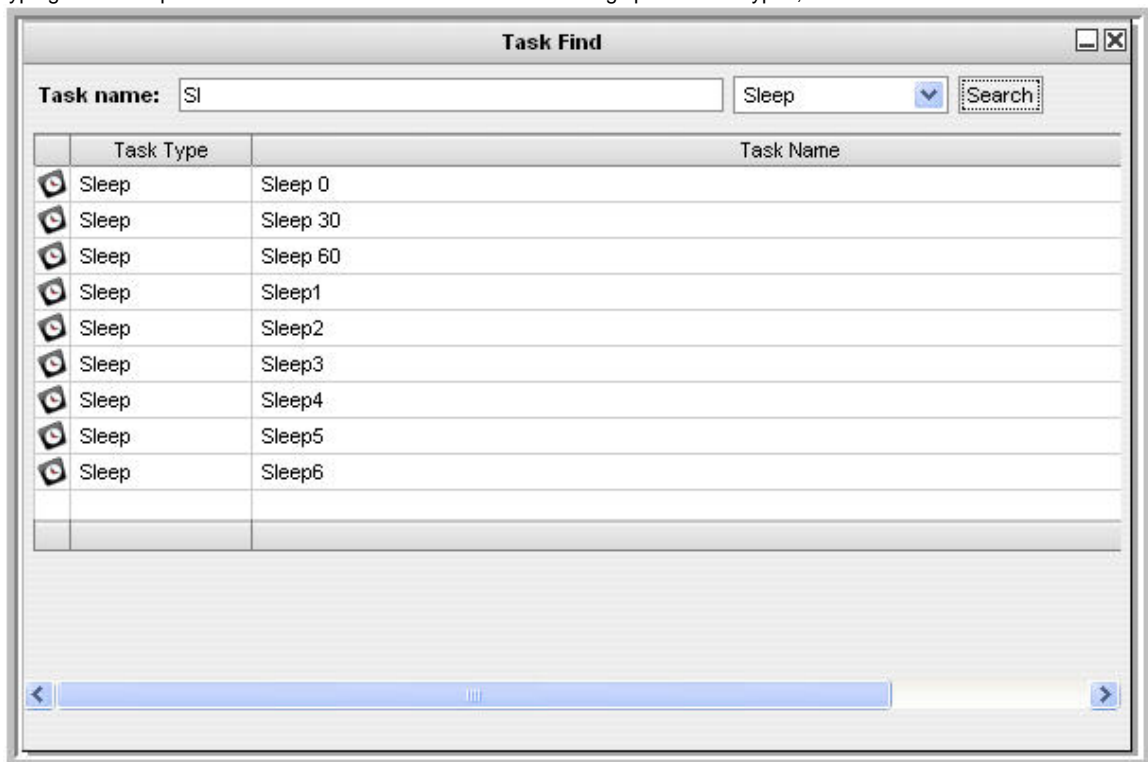 Task Find
Task name: Sl Sleep Search
Task Type Task Name
Sleep Sleep 0
Sleep Sleep 30
Sleep Sleep 60
Sleep Sleep1
Sleep Sleep2
Sleep Sleep3
Sleep Sleep4
Sleep Sleep5
Sleep Sleep6